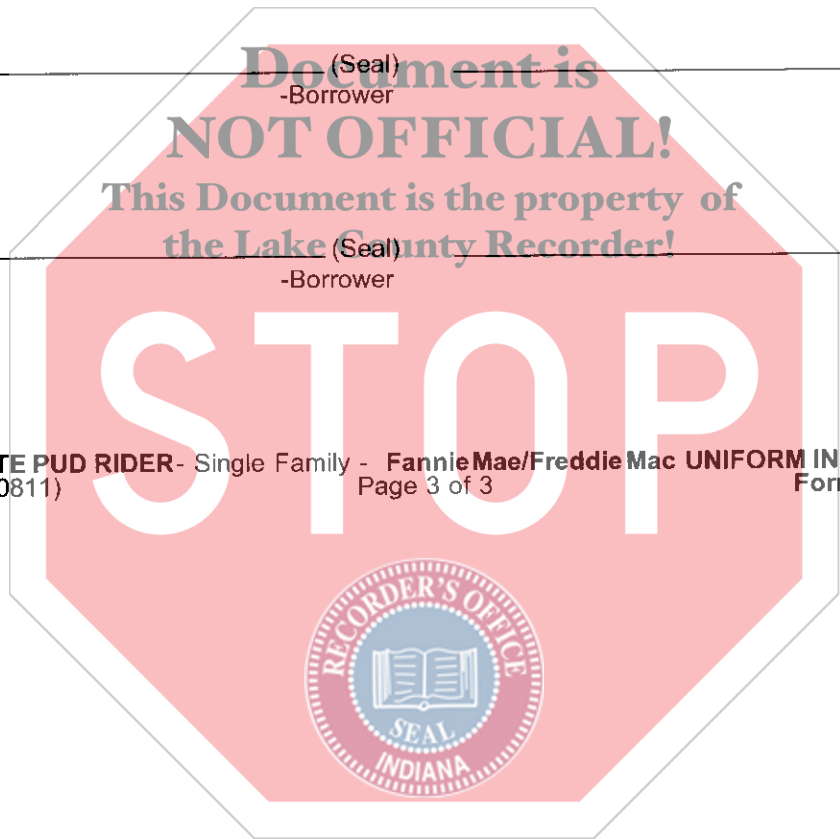 Document is
(Seal)
-Borrower
NOT OFFICIAL!
This Document is the property of
the Lake County Recorder!
(Seal)
-Borrower
STOP
TE PUD RIDER- Single Family - Fannie Mae/Freddie Mac UNIFORM IN
0811)
Page 3 of 3
For
RECORDER'S OFFICE
SEAL
INDIANA